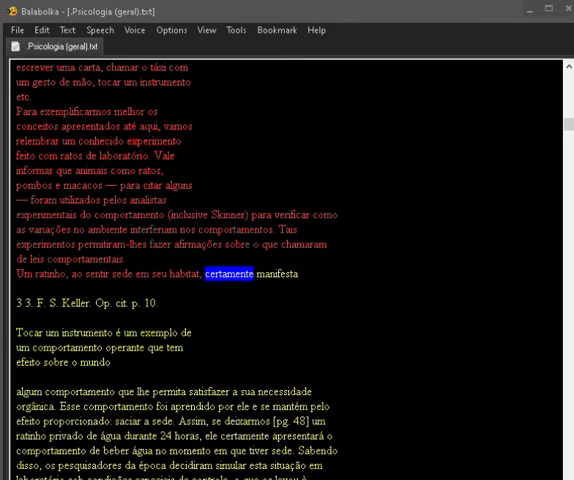 Balabolka - [.Psicologia (geral).txt]
File Edit Text Speech Voice Options View Tools Bookmark Help
.Psicologia (geral).txt
escrever uma carta, chamar o táxi com
um gesto de mão, tocar um instrumento
etc.
Para exemplificarmos melhor os
conceitos apresentados até aqui, vamos
relembrar um conhecido experimento
feito com ratos de laboratório. Vale
informar que animais como ratos,
pombos e macacos — para citar alguns
— foram utilizados pelos analistas
experimentais do comportamento (inclusive Skinner) para verificar como
as variações no ambiente interferiam nos comportamentos. Tais
experimentos permitiram-lhes fazer afirmações sobre o que chamaram
de leis comportamentais.
Um ratinho, ao sentir sede em seu habitat, certamente manifesta
3 3. F. S. Keller. Op. cit. p. 10.
Tocar um instrumento é um exemplo de
um comportamento operante que tem
efeito sobre o mundo
algum comportamento que lhe permita satisfazer a sua necessidade
orgânica. Esse comportamento foi aprendido por ele e se mantém pelo
efeito proporcionado: saciar a sede. Assim, se deixarmos [pg. 48] um
ratinho privado de água durante 24 horas, ele certamente apresentará o
comportamento de beber água no momento em que tiver sede. Sabendo
disso, os pesquisadores da época decidiram simular esta situação em